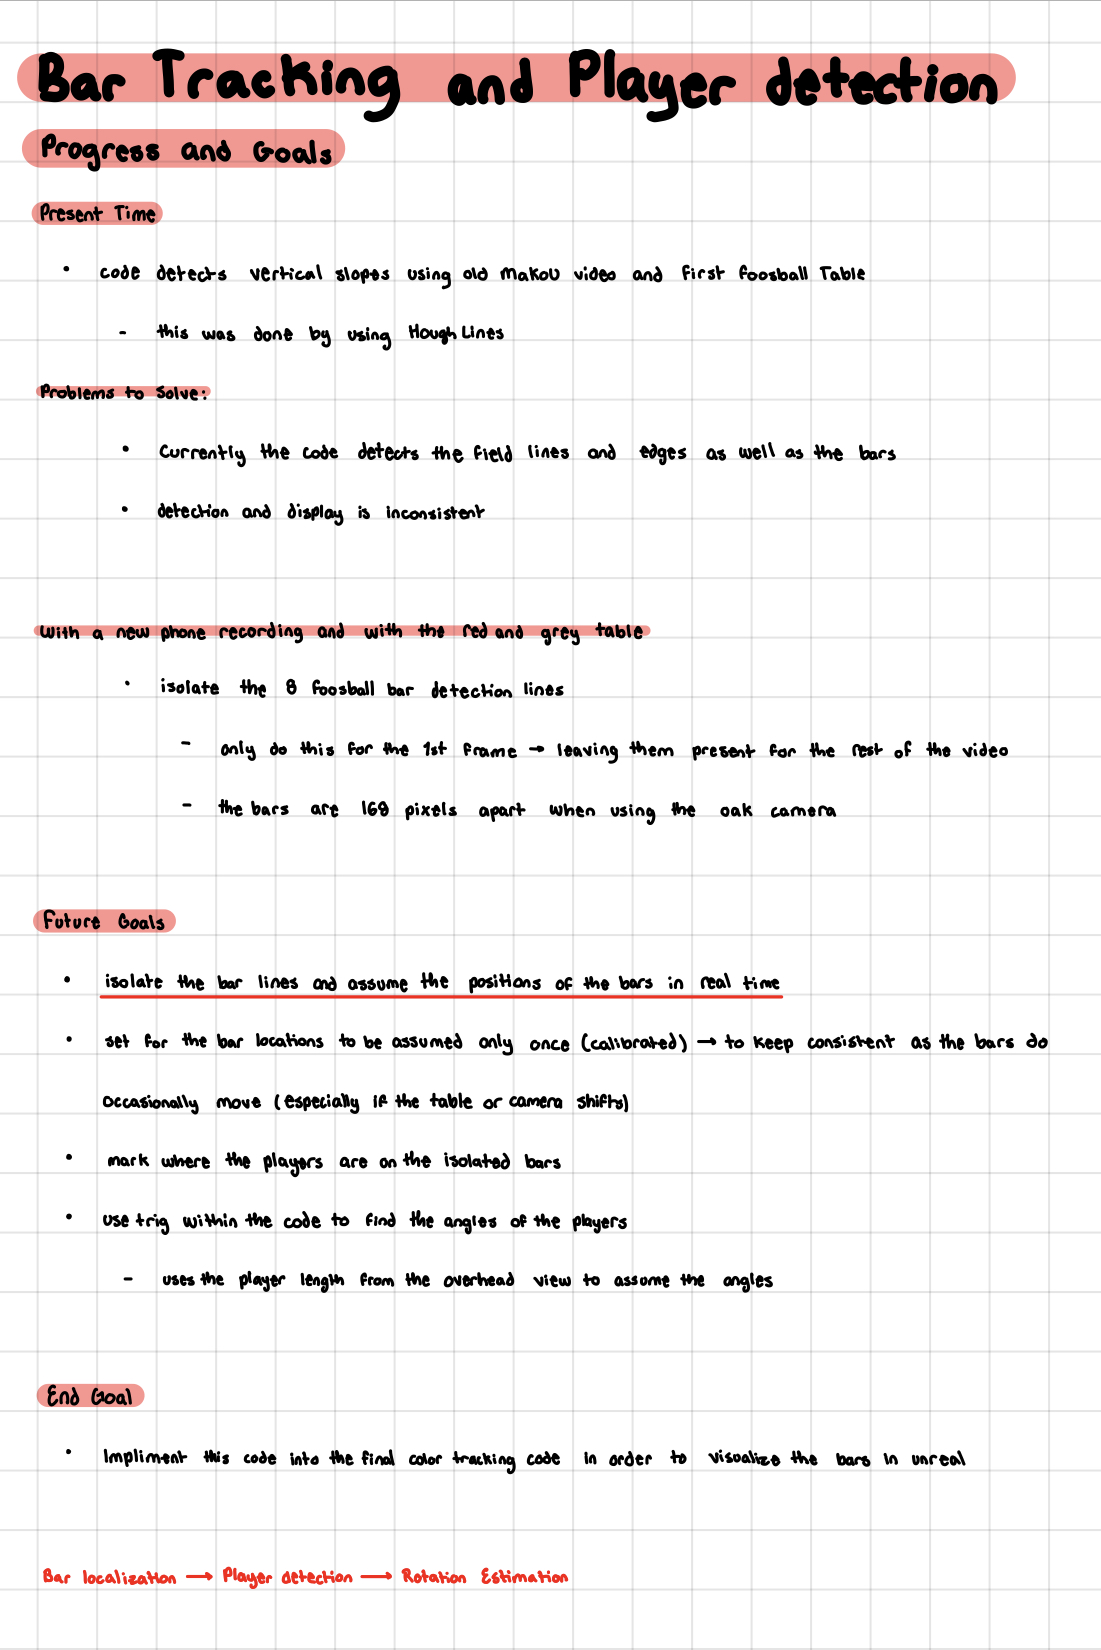 Bar Tracking and Player detection
Progress and Goals
Present Time
• code detects vertical slopes using old Makou video and first foosball Table
- this was done by using Hough Lines
Problems to Solve:
• Currently the code detects the field lines and edges as well as the bars
• detection and display is inconsistent
with a new phone recording and with the red and grey table
• isolate the 8 foosball bar detection lines
- only do this for the 1st frame → leaving them present for the rest of the video
- the bars are 168 pixels apart when using the oak camera
Future Goals
• isolate the bar lines and assume the positions of the bars in real time
• set for the bar locations to be assumed only once (calibrated) → to keep consistent as the bars do
occasionally move (especially if the table or camera shifts)
• mark where the players are on the isolated bars
• use trig within the code to find the angles of the players
- uses the player length from the overhead view to assume the angles
End Goal
• Impliment this code into the final color tracking code in order to visualize the bars in unreal
Bar localization → Player detection → Rotation Estimation